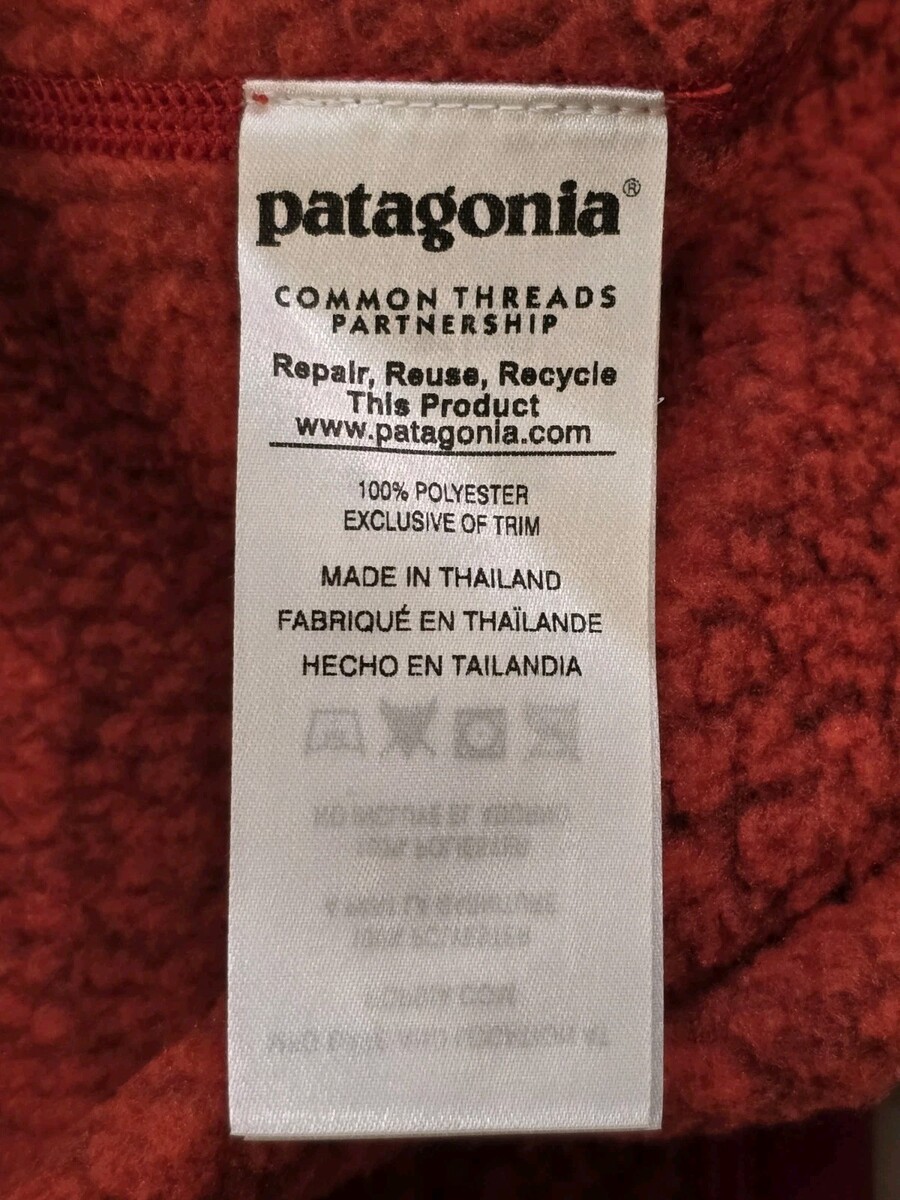 patagonia®
COMMON THREADS
PARTNERSHIP
Repair, Reuse, Recycle
This Product
www.patagonia.com
100% POLYESTER
EXCLUSIVE OF TRIM
MADE IN THAILAND
FABRIQUÉ EN THAÏLANDE
HECHO EN TAILANDIA